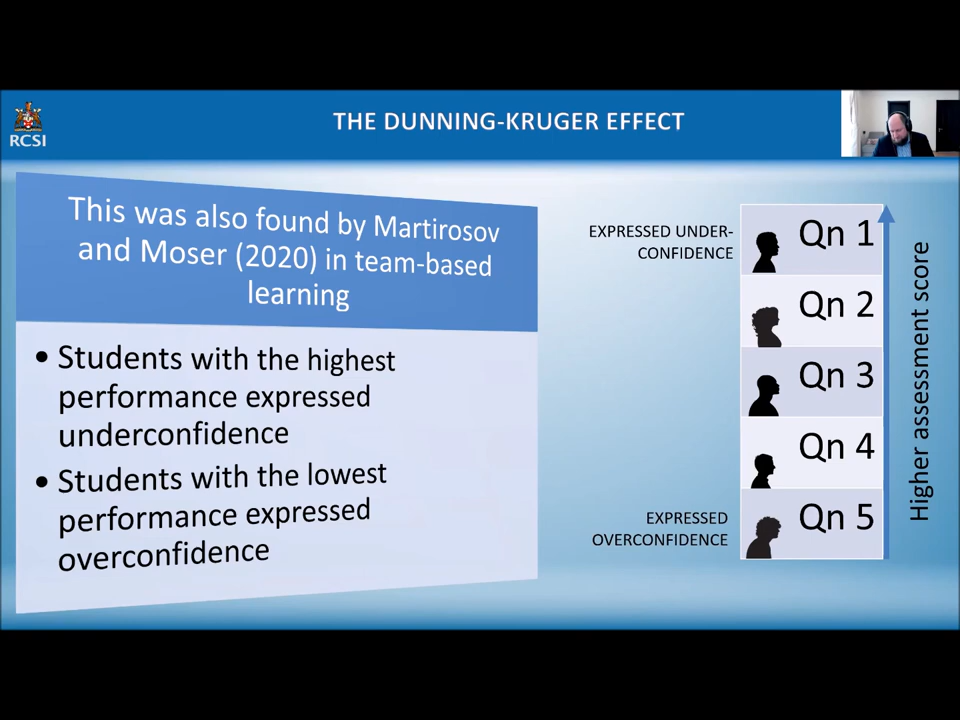 RCSI
THE DUNNING-KRUGER EFFECT
This was also found by Martirosov
and Moser (2020) in team-based
learning
• Students with the highest
performance expressed
underconfidence
• Students with the lowest
performance expressed
overconfidence
EXPRESSED UNDER-
CONFIDENCE
EXPRESSED
OVERCONFIDENCE
Qn 1
Qn 2
Qn 3
Qn 4
Qn 5
Higher assessment score